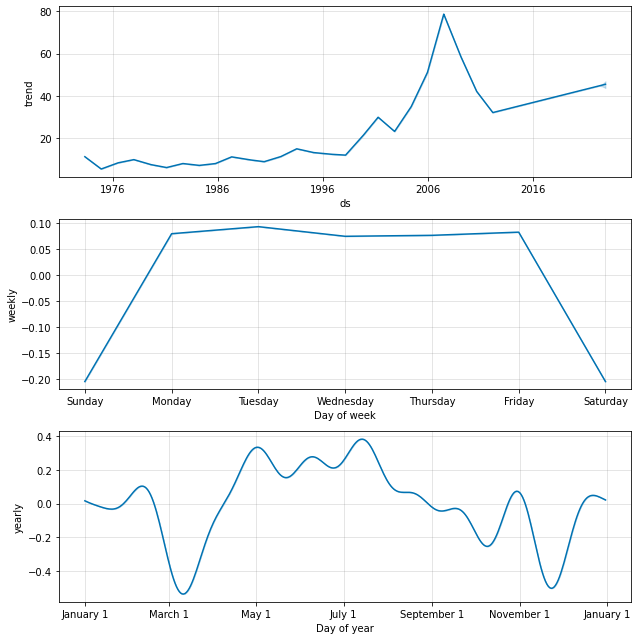 80
60
40
20
trend
1976 1986 1996 2006 2016
ds
0.10
0.05
0.00
−0.05
−0.10
−0.15
−0.20
weekly
Sunday Monday Tuesday Wednesday Thursday Friday Saturday
Day of week
0.4
0.2
0.0
−0.2
−0.4
yearly
January 1 March 1 May 1 July 1 September 1 November 1 January 1
Day of year